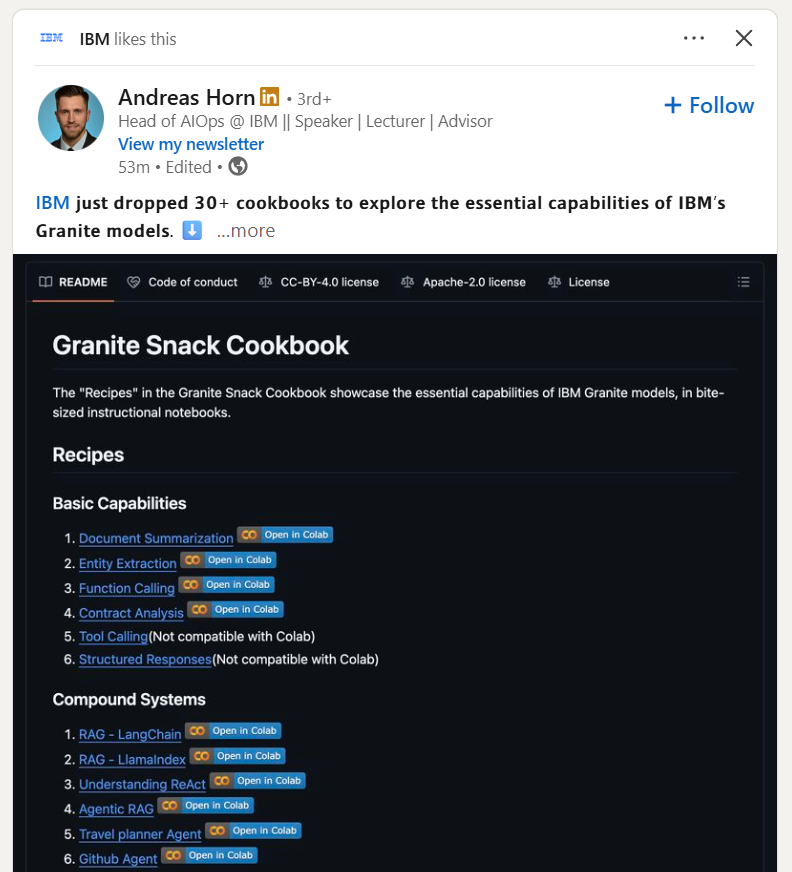 IBM IBM likes this
Andreas Horn in • 3rd+
+ Follow
Head of AIOps @ IBM || Speaker | Lecturer | Advisor
View my newsletter
53m • Edited •
IBM just dropped 30+ cookbooks to explore the essential capabilities of IBM's
Granite models. ...more
README Code of conduct CC-BY-4.0 license Apache-2.0 license License
Granite Snack Cookbook
The "Recipes" in the Granite Snack Cookbook showcase the essential capabilities of IBM Granite models, in bite-
sized instructional notebooks.
Recipes
Basic Capabilities
1. Document Summarization Open in Colab
2. Entity Extraction Open in Colab
3. Function Calling Open in Colab
4. Contract Analysis Open in Colab
5. Tool Calling(Not compatible with Colab)
6. Structured Responses(Not compatible with Colab)
Compound Systems
1. RAG - LangChain Open in Colab
2. RAG - LlamaIndex Open in Colab
3. Understanding ReAct Open in Colab
4. Agentic RAG Open in Colab
5. Travel planner Agent Open in Colab
6. Github Agent Open in Colab